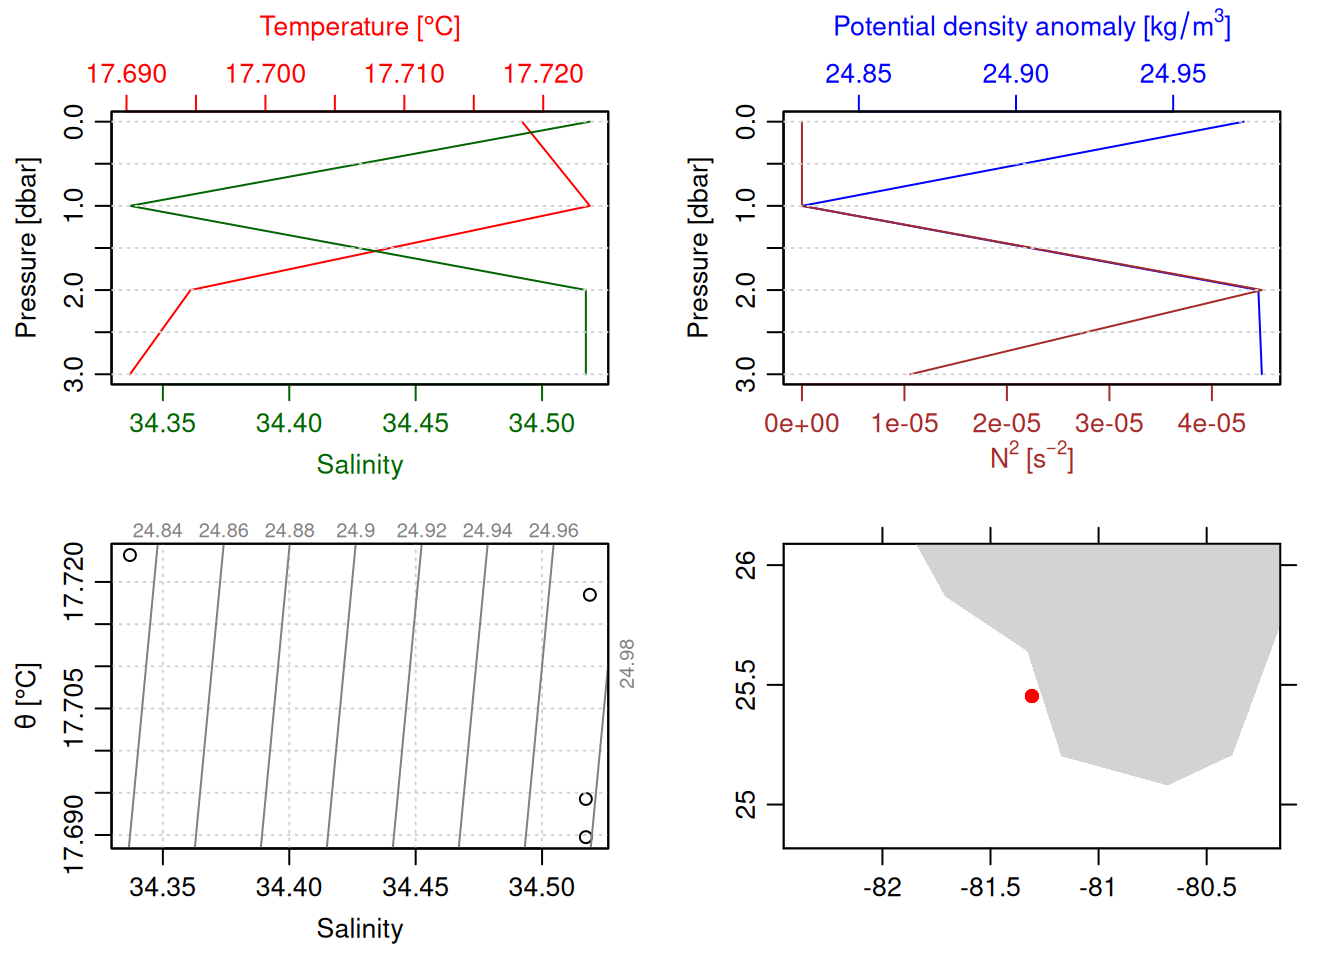 Temperature [°C]
17.690 17.700 17.710 17.720
Pressure [dbar]
0.0
1.0
2.0
3.0
34.35 34.40 34.45 34.50
Salinity
Potential density anomaly [kg/m³]
24.85 24.90 24.95
Pressure [dbar]
0.0
1.0
2.0
3.0
0e+00 1e-05 2e-05 3e-05 4e-05
N² [s⁻²]
24.84 24.86 24.88 24.9 24.92 24.94 24.96
24.98
θ [°C]
17.720
17.705
17.690
34.35 34.40 34.45 34.50
Salinity
26
25.5
25
-82 -81.5 -81 -80.5